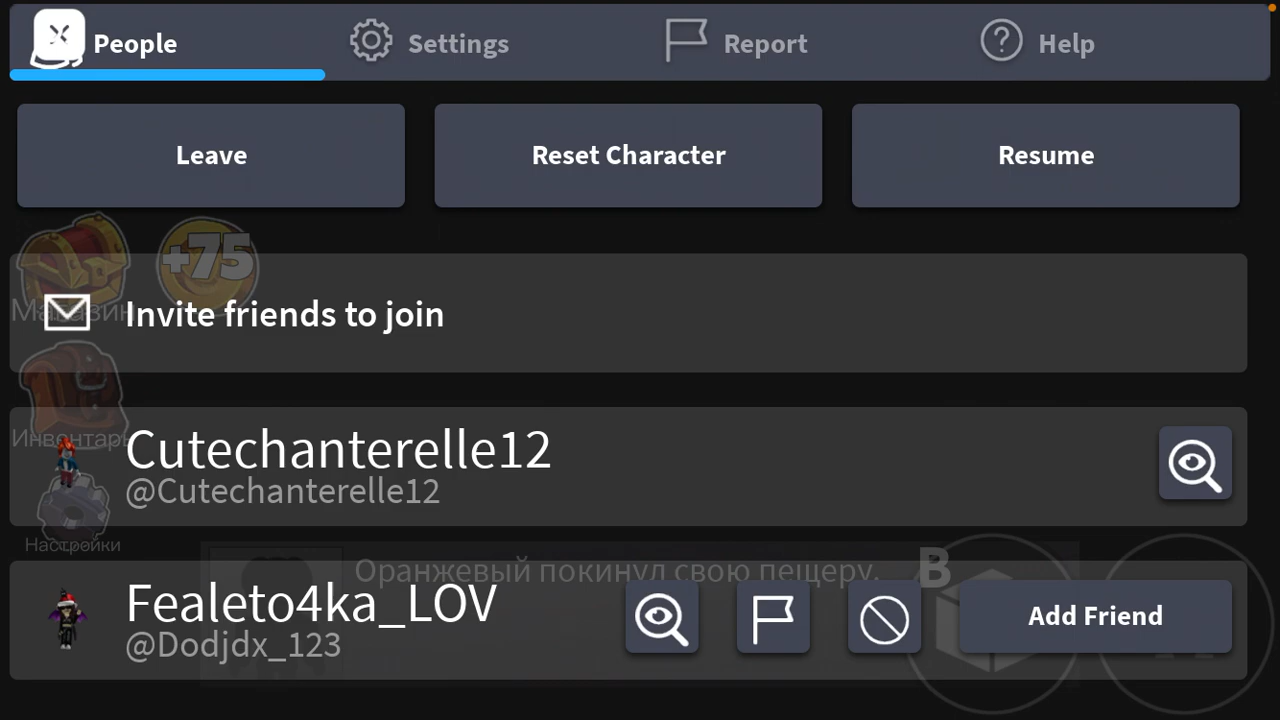 People
Settings
Report
Help
Leave
Reset Character
Resume
+75
Магазин
Invite friends to join
Инвентарь
Cutechanterelle12
@Cutechanterelle12
Настройки
Оранжевый покинул свою пещеру.
B
Fealeto4ka_LOV
@Dodjdx_123
Add Friend